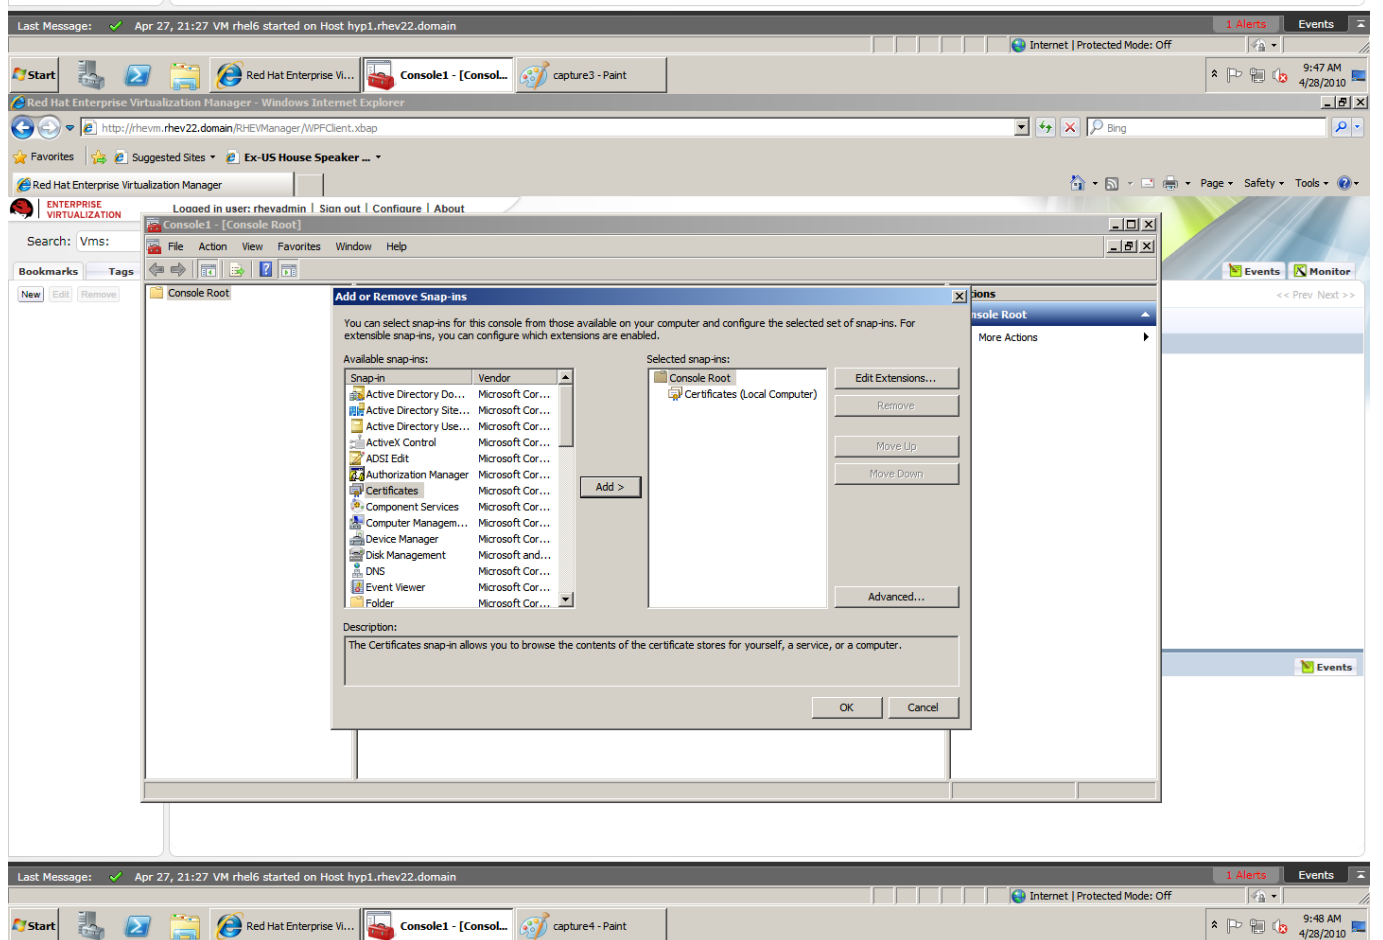 Last Message: Apr 27, 21:27 VM rhel6 started on Host hyp1.rhev22.domain 1 Alerts Events
Internet | Protected Mode: Off
Start Red Hat Enterprise Vi... Console1 - [Consol... capture3 - Paint 9:47 AM
4/28/2010
Red Hat Enterprise Virtualization Manager - Windows Internet Explorer
http://rhevm.rhev22.domain/RHEVManager/WPFClient.xbap Bing
Favorites Suggested Sites Ex-US House Speaker ...
Red Hat Enterprise Virtualization Manager Page Safety Tools
ENTERPRISE
VIRTUALIZATION
Logged in user: rhevadmin | Sign out | Configure | About
Console1 - [Console Root]
Search: Vms:
File Action View Favorites Window Help
Bookmarks Tags Events Monitor
New Edit Remove << Prev Next >>
Console Root
Add or Remove Snap-ins
tions
nsole Root
More Actions
You can select snap-ins for this console from those available on your computer and configure the selected set of snap-ins. For
extensible snap-ins, you can configure which extensions are enabled.
Available snap-ins: Selected snap-ins:
Snap-in Vendor
Active Directory Do... Microsoft Cor...
Active Directory Site... Microsoft Cor...
Active Directory Use... Microsoft Cor...
ActiveX Control Microsoft Cor...
ADSI Edit Microsoft Cor...
Authorization Manager Microsoft Cor...
Certificates Microsoft Cor...
Component Services Microsoft Cor...
Computer Managem... Microsoft Cor...
Device Manager Microsoft Cor...
Disk Management Microsoft and...
DNS Microsoft Cor...
Event Viewer Microsoft Cor...
Folder Microsoft Cor...
Add >
Console Root
Certificates (Local Computer)
Edit Extensions...
Remove
Move Up
Move Down
Advanced...
Description:
The Certificates snap-in allows you to browse the contents of the certificate stores for yourself, a service, or a computer.
Events
OK Cancel
Last Message: Apr 27, 21:27 VM rhel6 started on Host hyp1.rhev22.domain 1 Alerts Events
Internet | Protected Mode: Off
Start Red Hat Enterprise Vi... Console1 - [Consol... capture4 - Paint 9:48 AM
4/28/2010